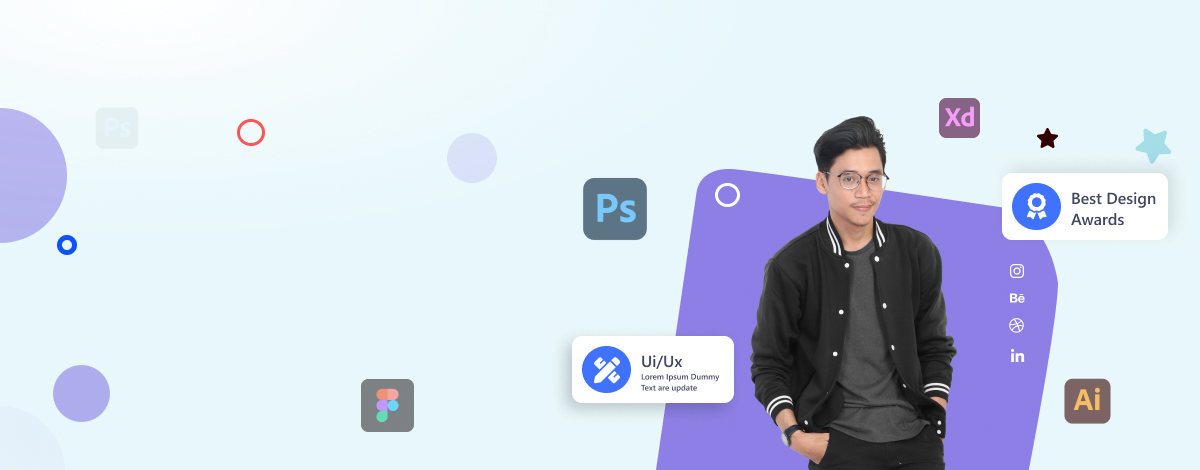 Ps
Xd
Ps
Best Design
Awards
Bē
in
Ui/Ux
Lorem Ipsum Dummy
Text are update
Ai